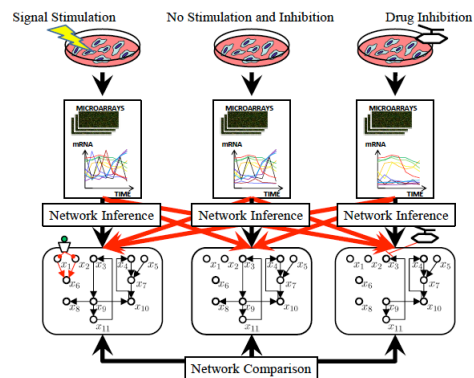 Signal Stimulation
No Stimulation and Inhibition
Drug Inhibition
MICROARRAYS
mRNA
TIME
MICROARRAYS
mRNA
TIME
MICROARRAYS
mRNA
TIME
Network Inference
Network Inference
Network Inference
x1 x2 x3 x4 x5
x6 x7
x8 x9 x10
x11
x1 x2 x3 x4 x5
x6 x7
x8 x9 x10
x11
x1 x2 x3 x4 x5
x6 x7
x8 x9 x10
x11
Network Comparison